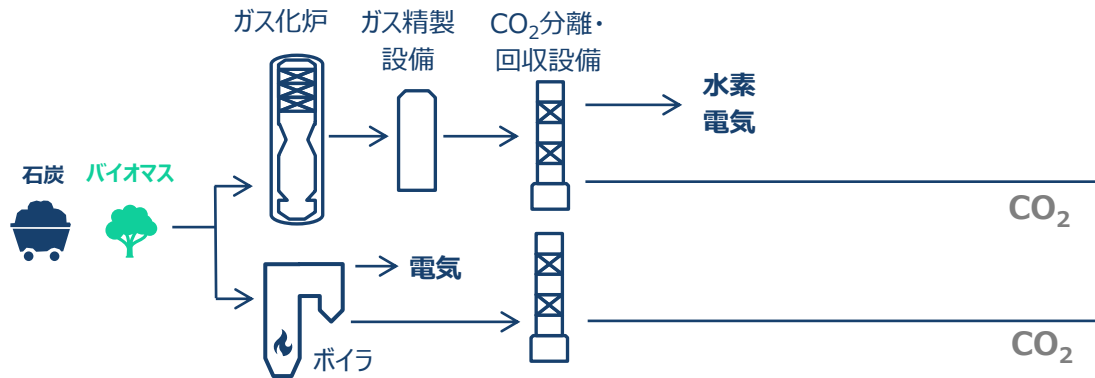 ガス化炉
ガス精製
設備
CO₂分離・
回収設備
水素
電気
石炭
バイオマス
CO₂
電気
ボイラ
CO₂